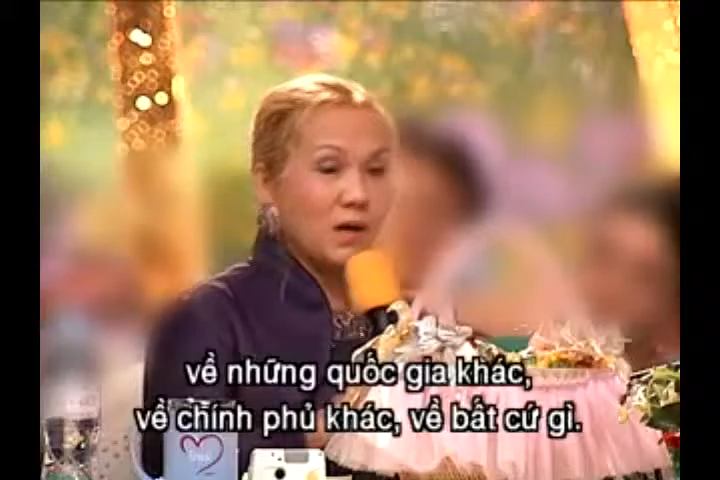 về những quốc gia khác,
về chính phủ khác, về bất cứ gì.